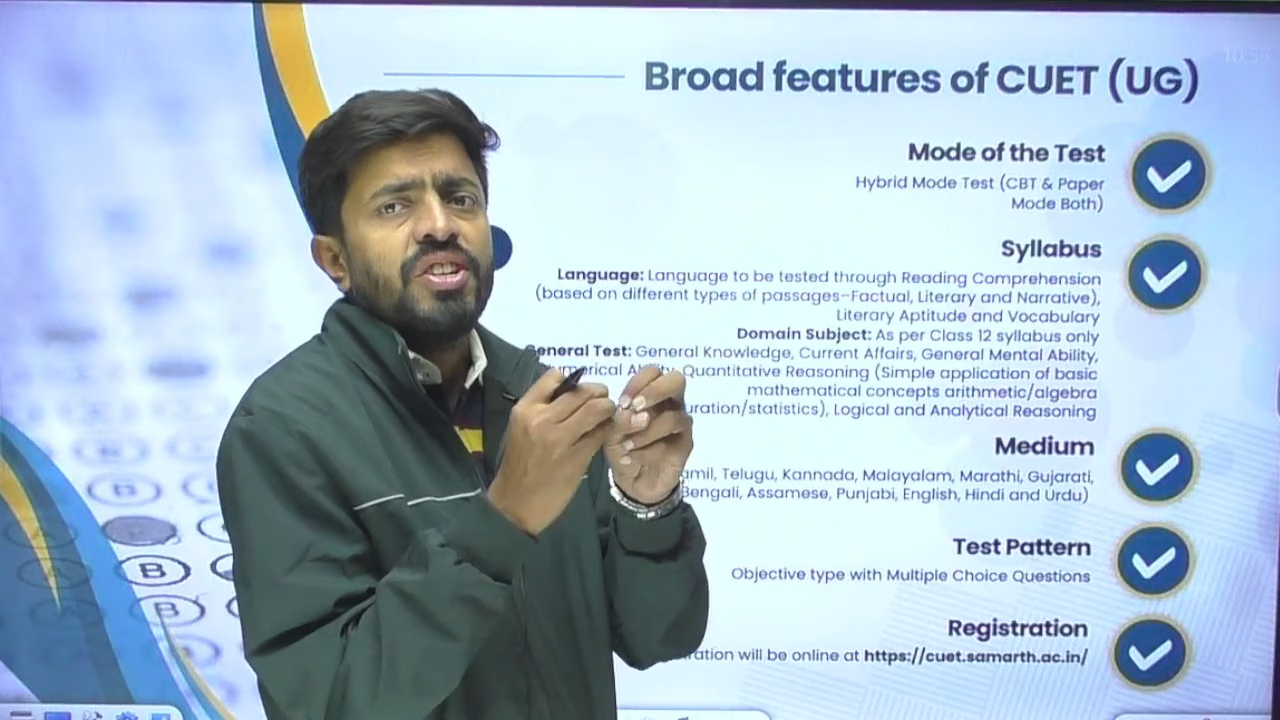 10:58
Broad features of CUET (UG)
Mode of the Test
Hybrid Mode Test (CBT & Paper
Mode Both)
Syllabus
Language: Language to be tested through Reading Comprehension
(based on different types of passages–Factual, Literary and Narrative),
Literary Aptitude and Vocabulary
Domain Subject: As per Class 12 syllabus only
General Test: General Knowledge, Current Affairs, General Mental Ability,
Quantitative Reasoning (Simple application of basic
mathematical concepts arithmetic/algebra
uration/statistics), Logical and Analytical Reasoning
Medium
amil, Telugu, Kannada, Malayalam, Marathi, Gujarati,
Bengali, Assamese, Punjabi, English, Hindi and Urdu)
Test Pattern
Objective type with Multiple Choice Questions
Registration
ration will be online at https://cuet.samarth.ac.in/
B
B
B